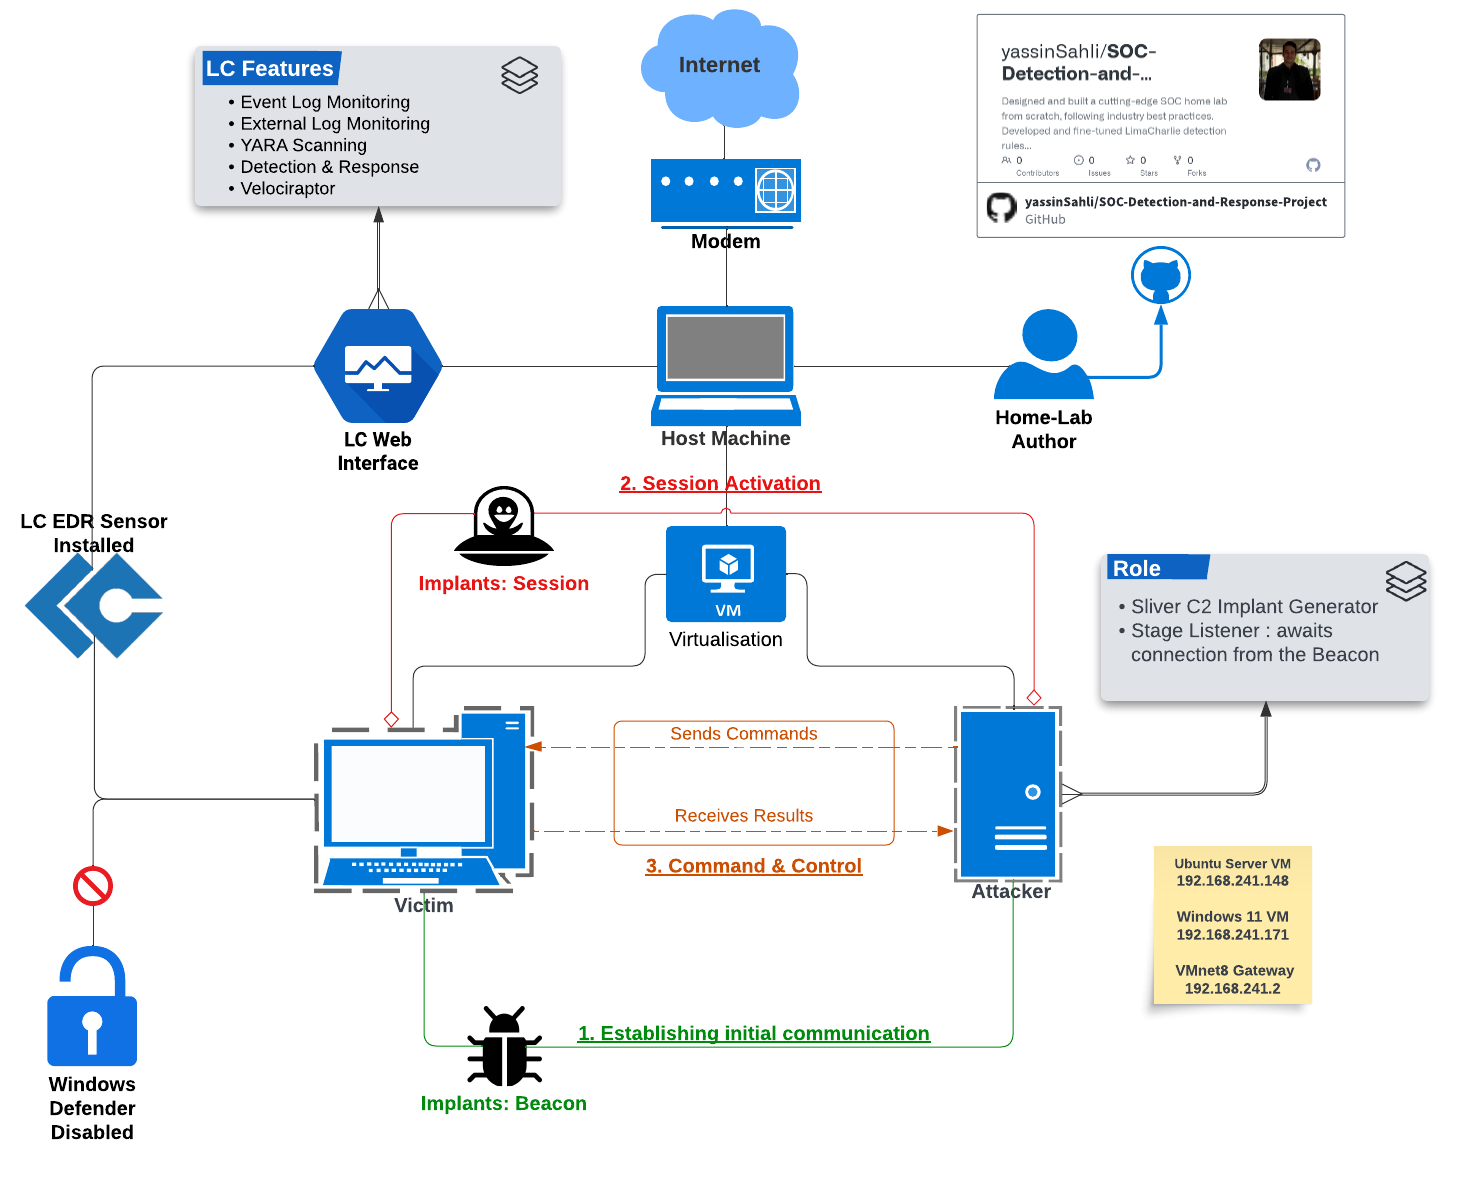 Internet
yassinSahli/SOC-
Detection-and-...
Designed and built a cutting-edge SOC home lab
from scratch, following industry best practices.
Developed and fine-tuned LimaCharlie detection
rules...
0
Contributors
0
Issues
0
Stars
0
Forks
yassinSahli/SOC-Detection-and-Response-Project
GitHub
LC Features
• Event Log Monitoring
• External Log Monitoring
• YARA Scanning
• Detection & Response
• Velociraptor
Modem
LC Web
Interface
Host Machine
Home-Lab
Author
2. Session Activation
LC EDR Sensor
Installed
Implants: Session
VM
Virtualisation
Role
• Sliver C2 Implant Generator
• Stage Listener : awaits
connection from the Beacon
Sends Commands
Receives Results
3. Command & Control
Victim
Attacker
Ubuntu Server VM
192.168.241.148
Windows 11 VM
192.168.241.171
VMnet8 Gateway
192.168.241.2
1. Establishing initial communication
Implants: Beacon
Windows
Defender
Disabled